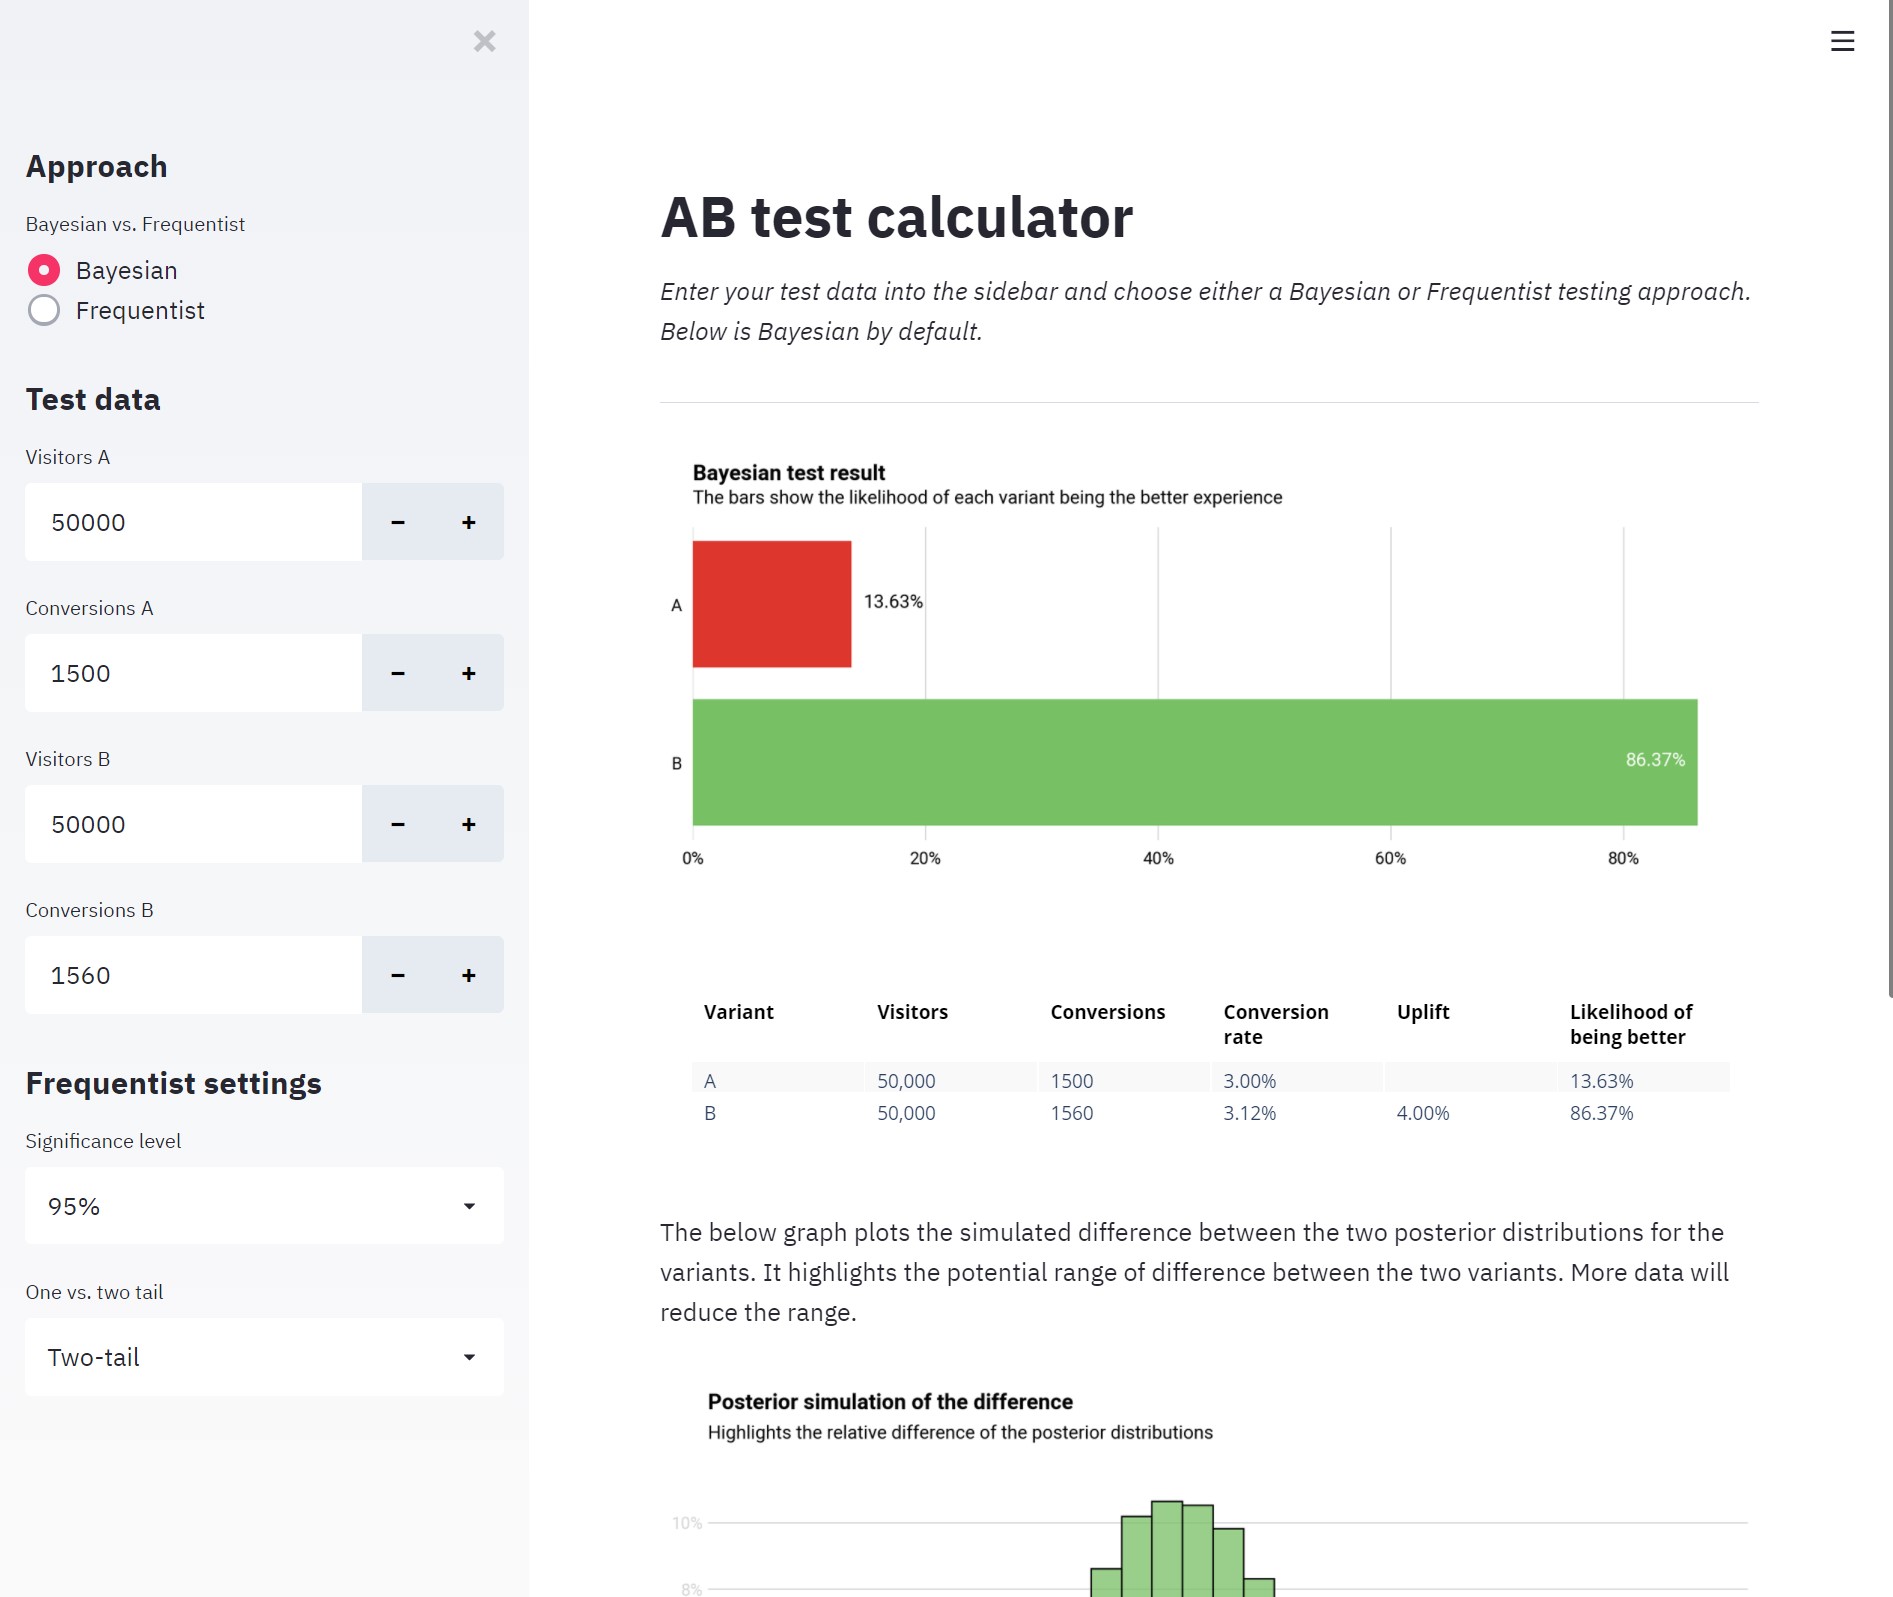 Approach
Bayesian vs. Frequentist
Bayesian
Frequentist
Test data
Visitors A
50000 − +
Conversions A
1500 − +
Visitors B
50000 − +
Conversions B
1560 − +
Frequentist settings
Significance level
95%
One vs. two tail
Two-tail
AB test calculator
Enter your test data into the sidebar and choose either a Bayesian or Frequentist testing approach.
Below is Bayesian by default.
Bayesian test result
The bars show the likelihood of each variant being the better experience
A 13.63%
B 86.37%
0% 20% 40% 60% 80%
Variant Visitors Conversions Conversion rate Uplift Likelihood of being better
A 50,000 1500 3.00% 13.63%
B 50,000 1560 3.12% 4.00% 86.37%
The below graph plots the simulated difference between the two posterior distributions for the
variants. It highlights the potential range of difference between the two variants. More data will
reduce the range.
Posterior simulation of the difference
Highlights the relative difference of the posterior distributions
10%
8%